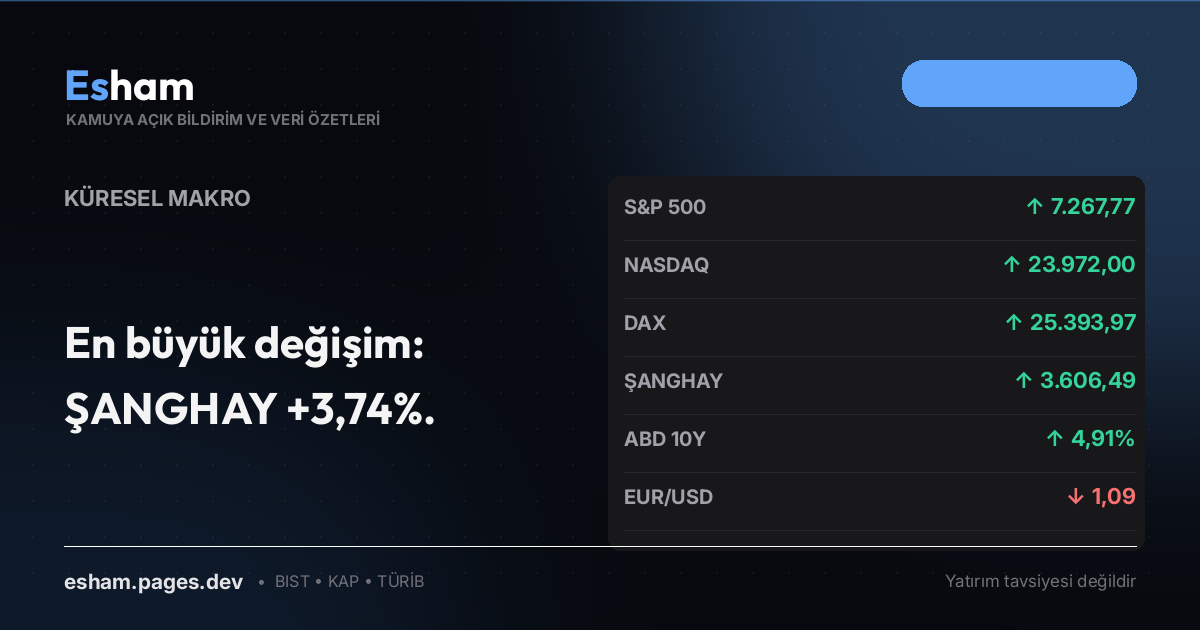 Esham
KAMUYA AÇIK BİLDİRİM VE VERİ ÖZETLERİ
KÜRESEL MAKRO
En büyük değişim:
ŞANGHAY +3,74%.
S&P 500 ↑ 7.267,77
NASDAQ ↑ 23.972,00
DAX ↑ 25.393,97
ŞANGHAY ↑ 3.606,49
ABD 10Y ↑ 4,91%
EUR/USD ↓ 1,09
esham.pages.dev • BIST • KAP • TÜRİB
Yatırım tavsiyesi değildir